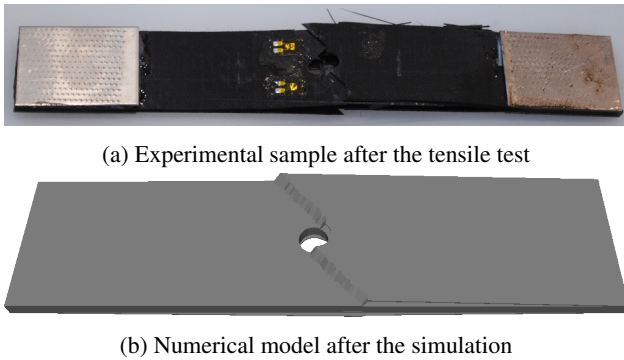 (a) Experimental sample after the tensile test
(b) Numerical model after the simulation